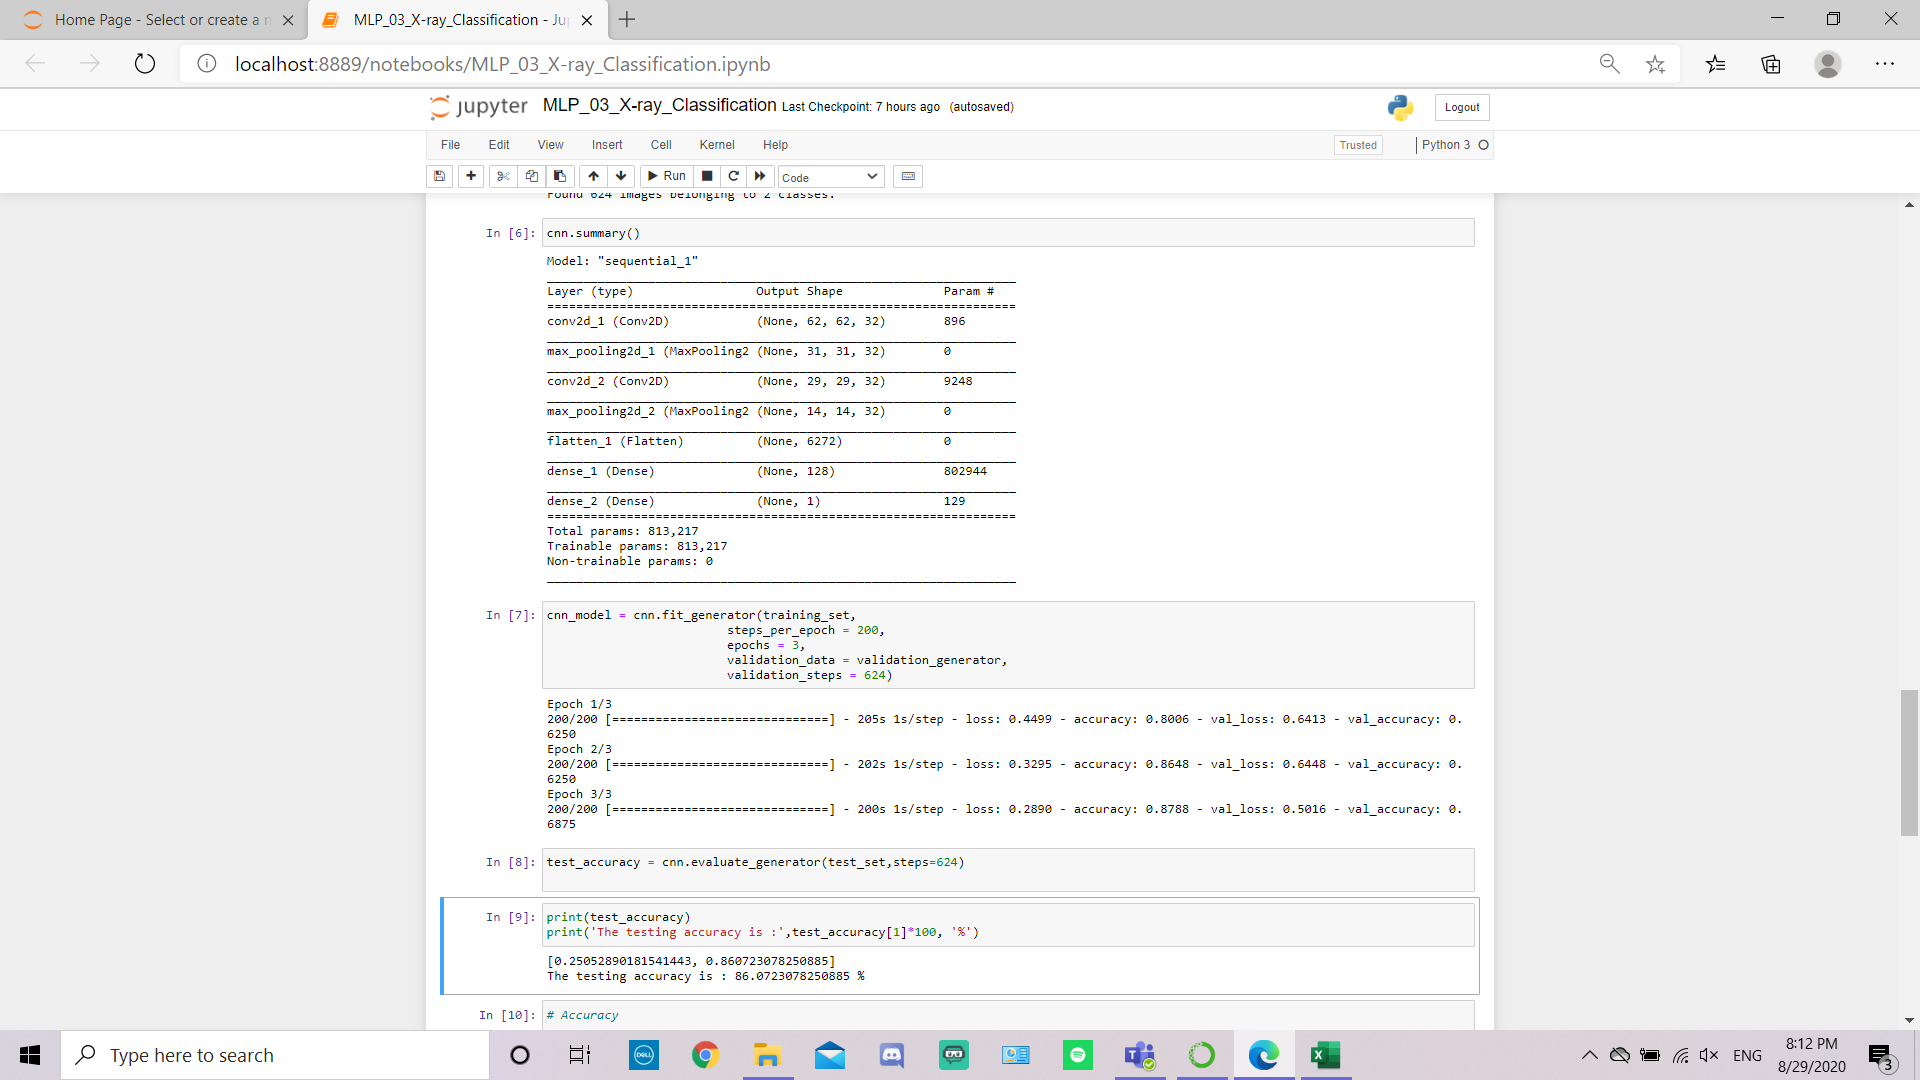 Home Page - Select or create a n
MLP_03_X-ray_Classification - Ju
localhost:8889/notebooks/MLP_03_X-ray_Classification.ipynb
jupyter MLP_03_X-ray_Classification Last Checkpoint: 7 hours ago (autosaved)
Logout
File Edit View Insert Cell Kernel Help
Trusted Python 3
Run
Code
Found 624 images belonging to 2 classes.
In [6]: cnn.summary()
Model: "sequential_1"
Layer (type) Output Shape Param #
=================================================================
conv2d_1 (Conv2D) (None, 62, 62, 32) 896
max_pooling2d_1 (MaxPooling2 (None, 31, 31, 32) 0
conv2d_2 (Conv2D) (None, 29, 29, 32) 9248
max_pooling2d_2 (MaxPooling2 (None, 14, 14, 32) 0
flatten_1 (Flatten) (None, 6272) 0
dense_1 (Dense) (None, 128) 802944
dense_2 (Dense) (None, 1) 129
=================================================================
Total params: 813,217
Trainable params: 813,217
Non-trainable params: 0
In [7]: cnn_model = cnn.fit_generator(training_set,
steps_per_epoch = 200,
epochs = 3,
validation_data = validation_generator,
validation_steps = 624)
Epoch 1/3
200/200 [==============================] - 205s 1s/step - loss: 0.4499 - accuracy: 0.8006 - val_loss: 0.6413 - val_accuracy: 0.
6250
Epoch 2/3
200/200 [==============================] - 202s 1s/step - loss: 0.3295 - accuracy: 0.8648 - val_loss: 0.6448 - val_accuracy: 0.
6250
Epoch 3/3
200/200 [==============================] - 200s 1s/step - loss: 0.2890 - accuracy: 0.8788 - val_loss: 0.5016 - val_accuracy: 0.
6875
In [8]: test_accuracy = cnn.evaluate_generator(test_set,steps=624)
In [9]: print(test_accuracy)
print('The testing accuracy is :',test_accuracy[1]*100, '%')
[0.25052890181541443, 0.860723078250885]
The testing accuracy is : 86.0723078250885 %
In [10]: # Accuracy
Type here to search
DELL
ENG
8:12 PM
8/29/2020
3